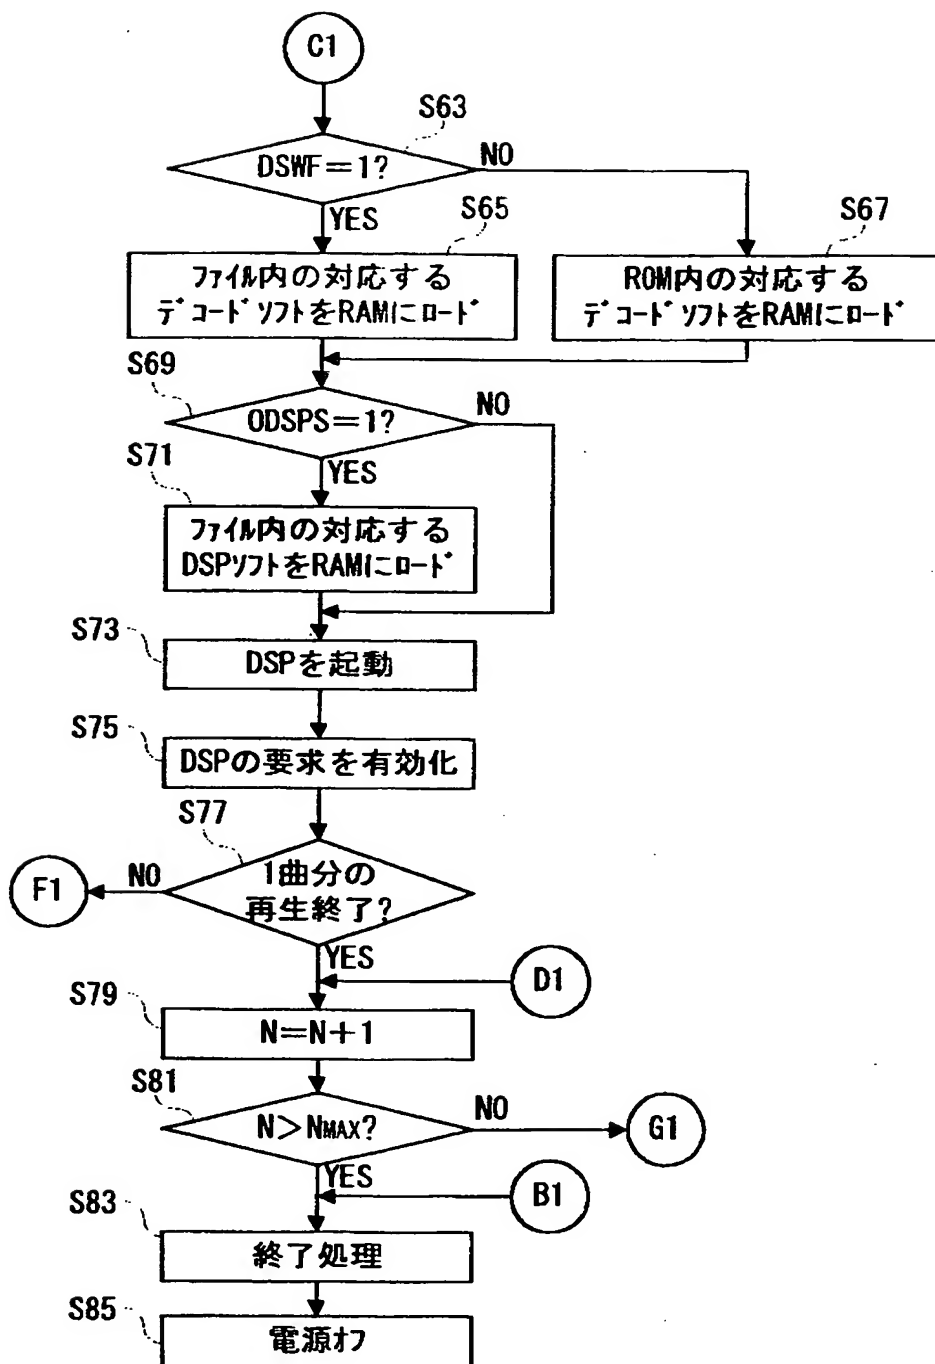 C1
S63
DSWF=1?
NO
YES
S65
S67
ファイル内の対応する
デコードソフトをRAMにロード
ROM内の対応する
デコードソフトをRAMにロード
S69
ODSPS=1?
NO
YES
S71
ファイル内の対応する
DSPソフトをRAMにロード
S73
DSPを起動
S75
DSPの要求を有効化
S77
1曲分の
再生終了?
NO
F1
YES
D1
S79
N=N+1
S81
N>NMAX?
NO
G1
YES
B1
S83
終了処理
S85
電源オフ